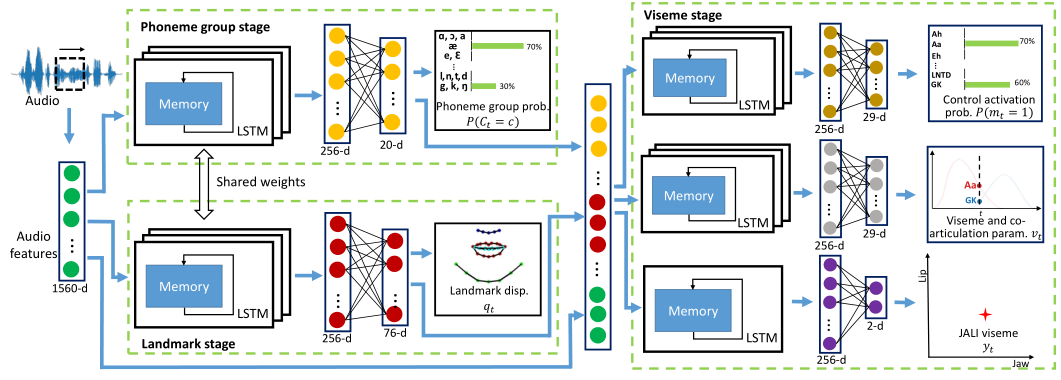 Phoneme group stage
Audio
Memory
LSTM
256-d
20-d
ɑ, ɔ, a
æ
e, ɛ
⋮
l, n, t, d
g, k, ŋ
70%
30%
Phoneme group prob.
P(C_t = c)
Shared weights
Audio
features
1560-d
Memory
LSTM
256-d
76-d
Landmark disp.
q_t
Landmark stage
Viseme stage
Memory
LSTM
256-d
29-d
Ah
Aa
Eh
⋮
LNTD
GK
70%
60%
Control activation
prob. P(m_t = 1)
Memory
LSTM
256-d
29-d
Aa
GK
t
Viseme and co-
articulation param. v_t
Memory
LSTM
256-d
2-d
Lip
JALI viseme
y_t
Jaw